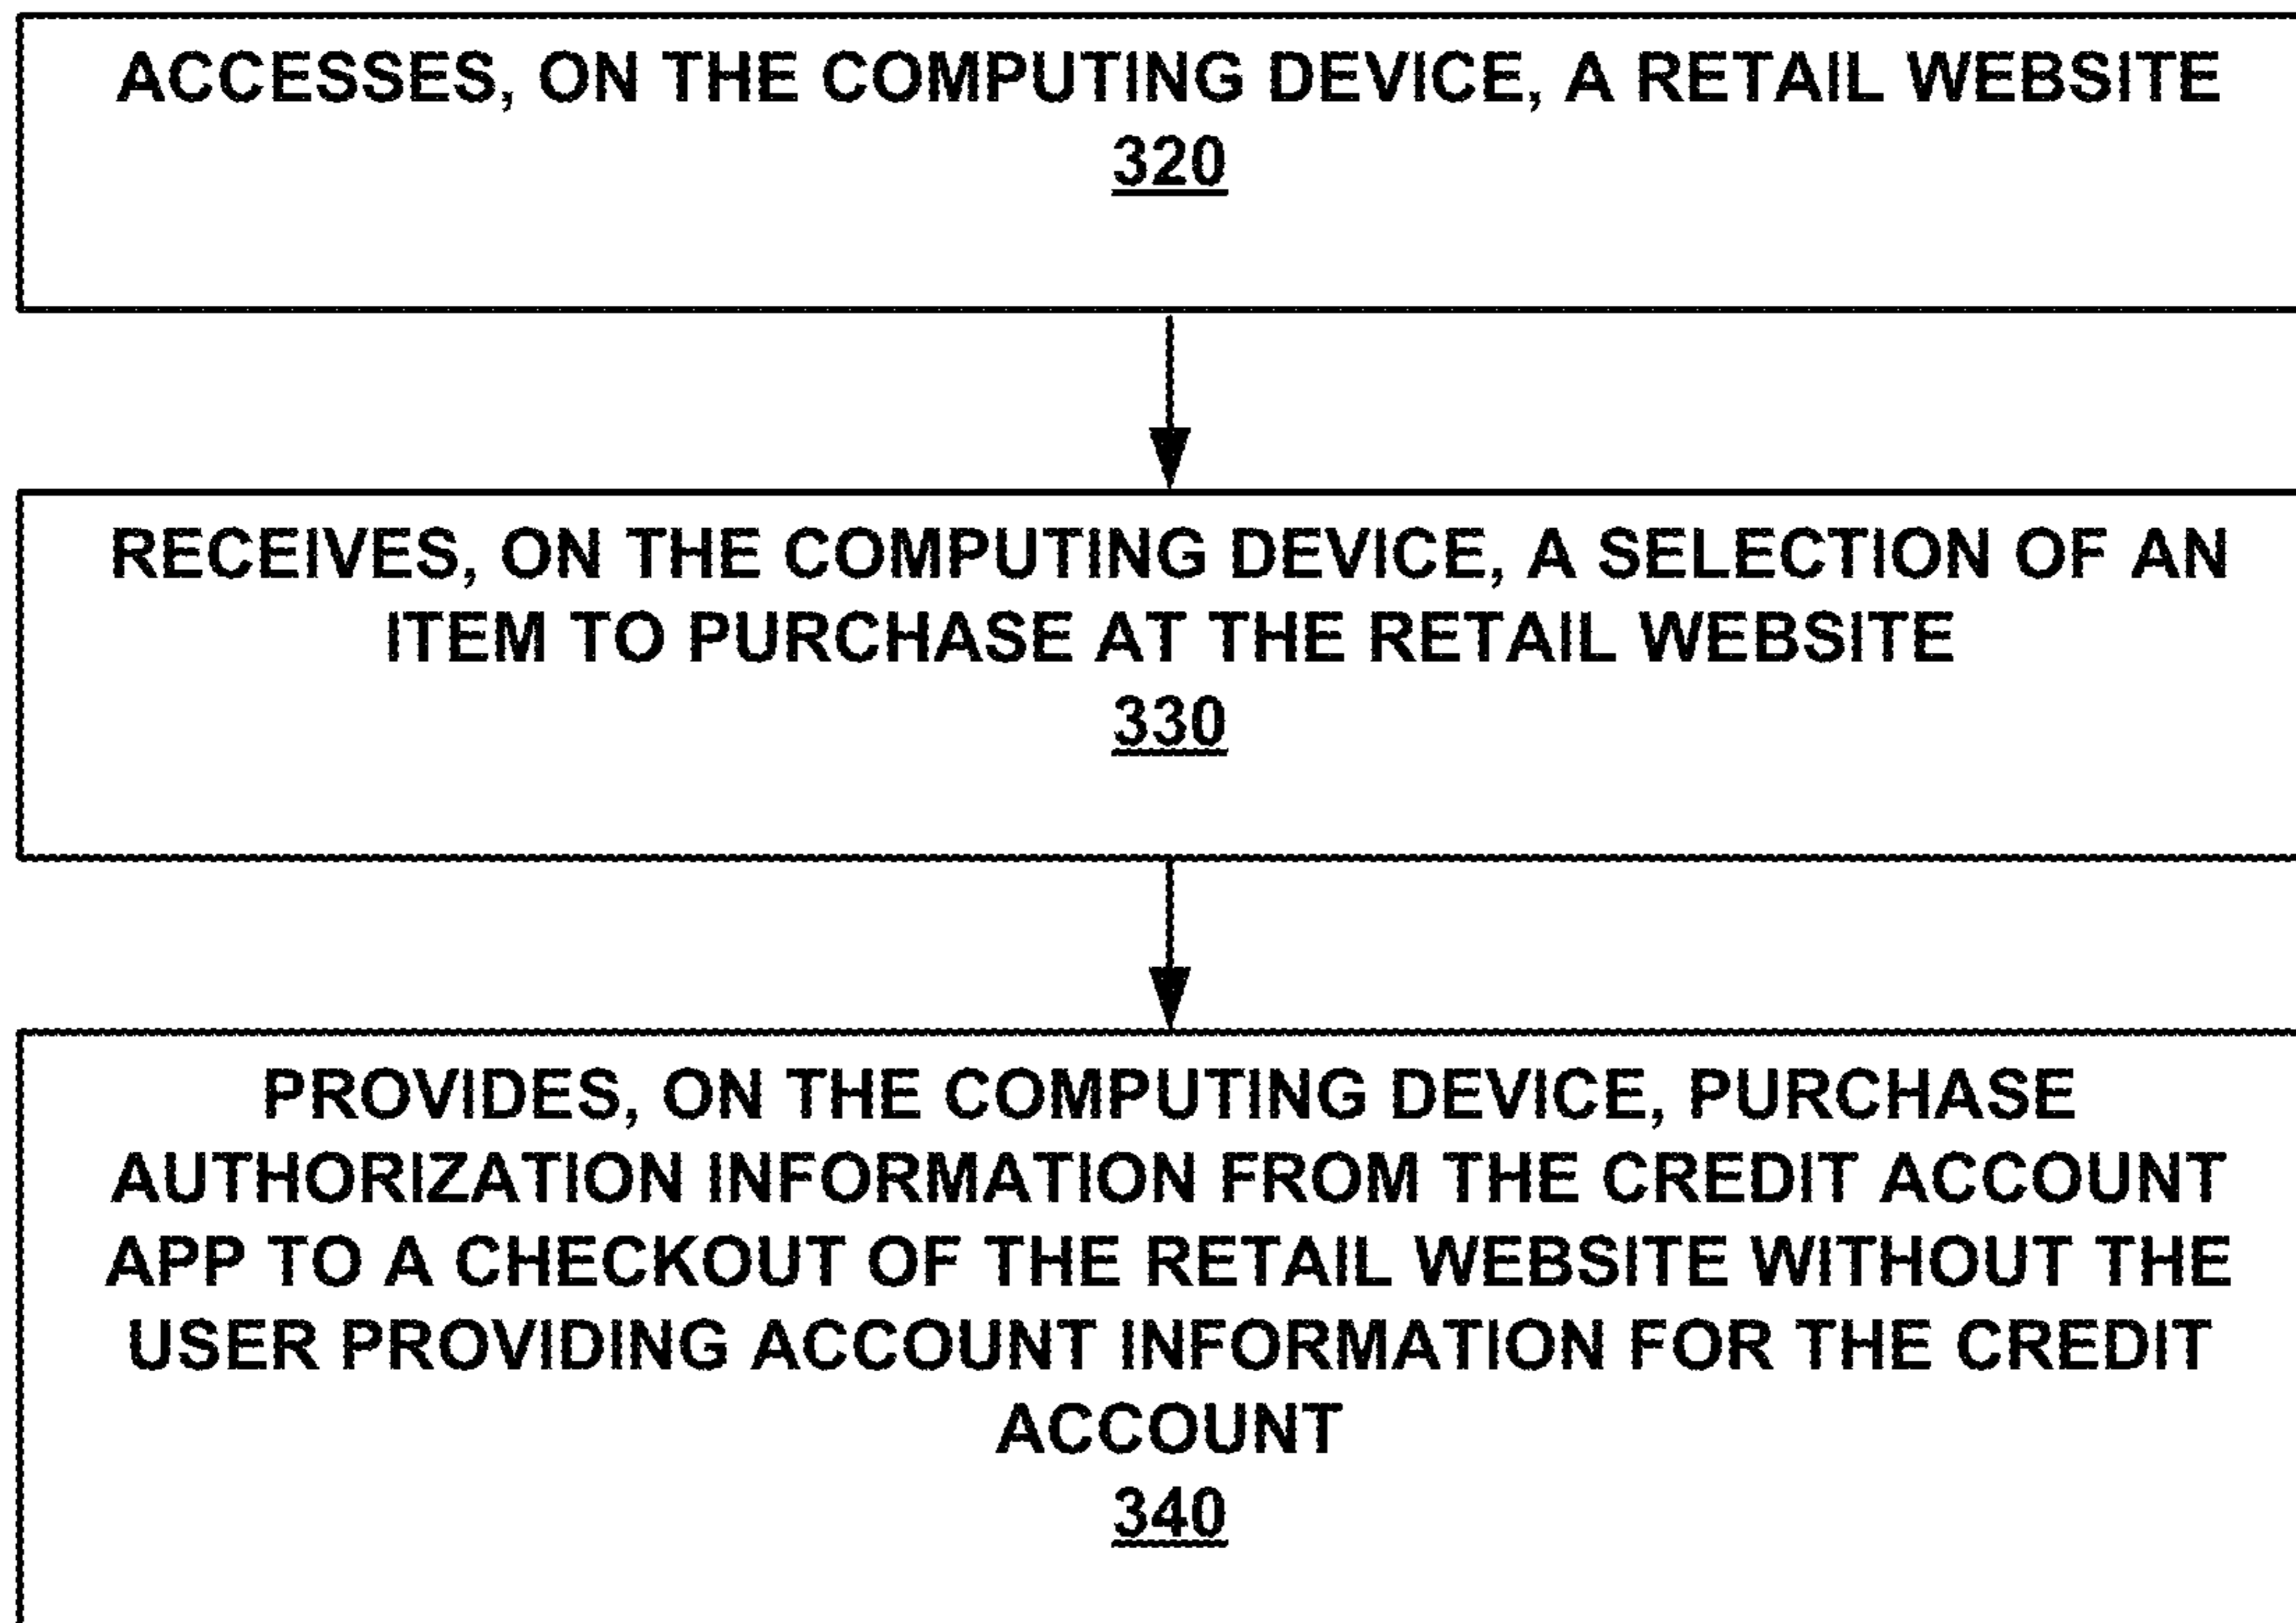 ACCESSES, ON THE COMPUTING DEVICE, A RETAIL WEBSITE
320
RECEIVES, ON THE COMPUTING DEVICE, A SELECTION OF AN
ITEM TO PURCHASE AT THE RETAIL WEBSITE
330
PROVIDES, ON THE COMPUTING DEVICE, PURCHASE
AUTHORIZATION INFORMATION FROM THE CREDIT ACCOUNT
APP TO A CHECKOUT OF THE RETAIL WEBSITE WITHOUT THE
USER PROVIDING ACCOUNT INFORMATION FOR THE CREDIT
ACCOUNT
340